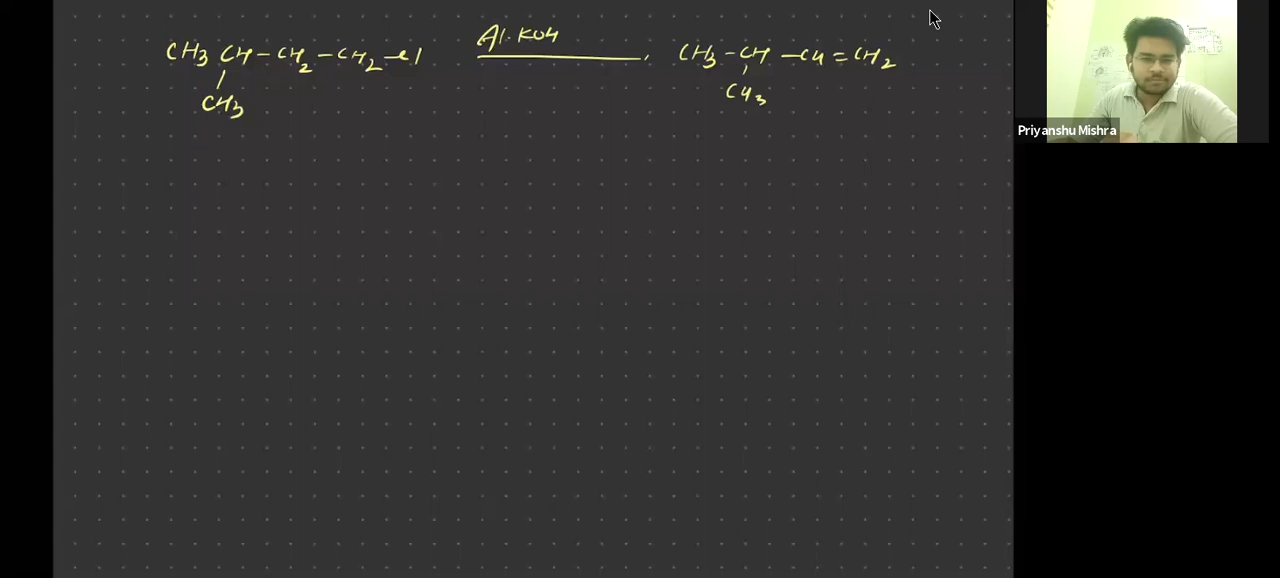 CH3 CH-CH2-CH2-Cl Al.KOH CH3-CH-CH=CH2
CH3 CH3
Priyanshu Mishra